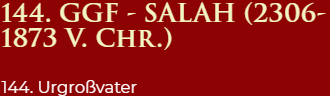 144. GGF - SALAH (2306-
1873 V. CHR.)
144. Urgroßvater